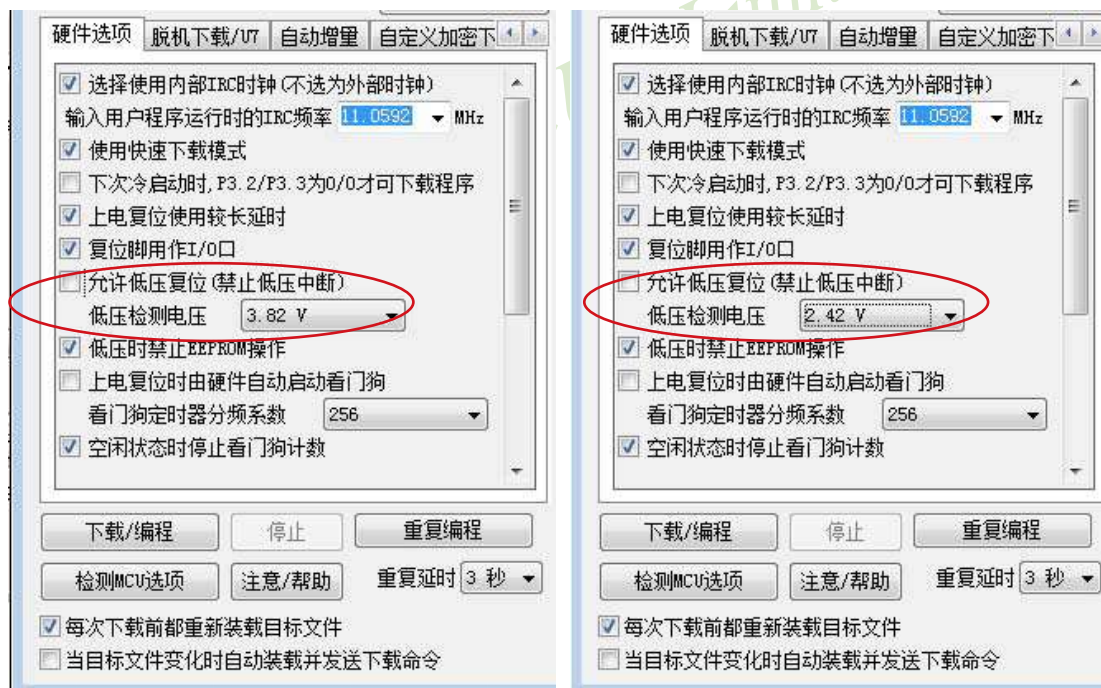 硬件选项 脱机下载/U7 自动增量 自定义加密下
选择使用内部IRC时钟(不选为外部时钟)
输入用户程序运行时的IRC频率 11.0592 MHz
使用快速下载模式
下次冷启动时,P3.2/P3.3为0/0才可下载程序
上电复位使用较长延时
复位脚用作I/O口
允许低压复位(禁止低压中断)
低压检测电压 3.82 V
低压时禁止EEPROM操作
上电复位时由硬件自动启动看门狗
看门狗定时器分频系数 256
空闲状态时停止看门狗计数
下载/编程 停止 重复编程
检测MCU选项 注意/帮助 重复延时 3 秒
每次下载前都重新装载目标文件
当目标文件变化时自动装载并发送下载命令
硬件选项 脱机下载/U7 自动增量 自定义加密下
选择使用内部IRC时钟(不选为外部时钟)
输入用户程序运行时的IRC频率 11.0592 MHz
使用快速下载模式
下次冷启动时,P3.2/P3.3为0/0才可下载程序
上电复位使用较长延时
复位脚用作I/O口
允许低压复位(禁止低压中断)
低压检测电压 2.42 V
低压时禁止EEPROM操作
上电复位时由硬件自动启动看门狗
看门狗定时器分频系数 256
空闲状态时停止看门狗计数
下载/编程 停止 重复编程
检测MCU选项 注意/帮助 重复延时 3 秒
每次下载前都重新装载目标文件
当目标文件变化时自动装载并发送下载命令